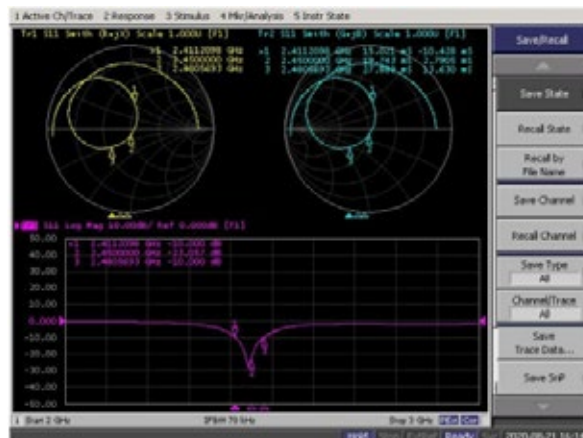 1 Active Ch/Trace 2 Response 3 Stimulus 4 Mkr/Analysis 5 Instr State
Tr1 S11 Smith (R+jX) Scale 1.000U [F1]
>1 2.4112098 GHz
2 2.4500000 GHz
3 2.4805693 GHz
Tr2 S11 Smith (G+jB) Scale 1.000U [F1]
>1 2.4112098 GHz 15.021 mS -10.428 mS
2 2.4500000 GHz
3 2.4805693 GHz
S11 Log Mag 10.00dB/ Ref 0.000dB [F1]
>1 2.4112098 GHz -10.000 dB
2 2.4500000 GHz
3 2.4805693 GHz -10.000 dB
50.00
40.00
30.00
20.00
10.00
0.000
-10.00
-20.00
-30.00
-40.00
-50.00
1 Start 2 GHz IFBW 70 kHz Stop 3 GHz
Save/Recall
Save State
Recall State
Recall by
File Name
Save Channel
Recall Channel
Save Type
All
Channel/Trace
All
Save
Trace Data...
Save SnP